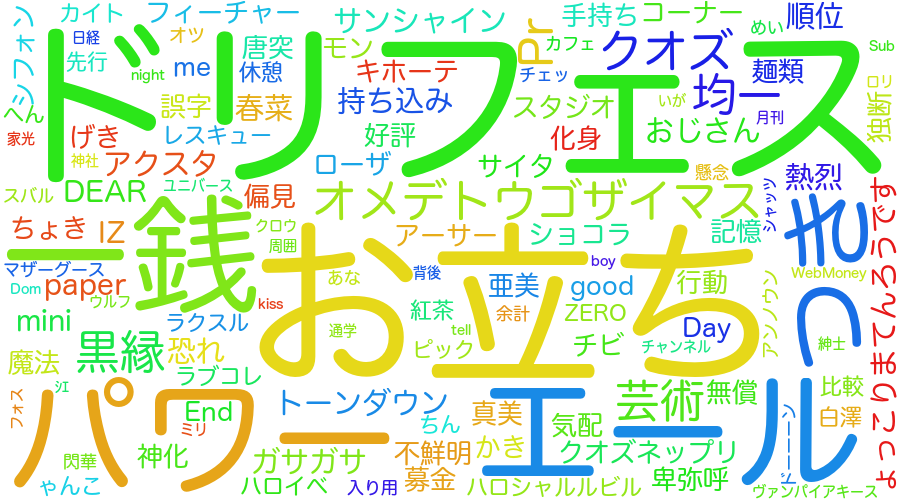 カイト
フィーチャー
サンシャイン
手持ち
コーナー
順位
シフォン
日経
オツ
唐突
モン
Pr
カフェ
クオズ
めい
Sub
先行
night
me
休憩
キホーテ
チェッ
麺類
ロリ
ドリフェス
へん
誤字
春菜
持ち込み
スタジオ
いが
均一
月刊
独断
家光
げき
レスキュー
好評
化身
おじさん
神社
アクスタ
ローザ
サイタ
懸念
熱烈
スバル
DEAR
ユニバース
偏見
オメデトウゴザイマス
シャッツ
よっこりまてんろうです
ちょき
IZ
一銭
クロウ
周囲
アーサー
ショコラ
記憶
きっ
マザーグース
お立ち
背後
boy
WebMoney
Dom
paper
ウルフ
kiss
あな
亜美
good
行動
アンノウン
mini
ラクスル
通学
紅茶
余計
ZERO
Day
紳士
魔法
黒縁
恐れ
tell
ピック
チビ
チャンネル
ラブコレ
フォス
ｼｴ
パワー
エール
End
トーンダウン
真美
芸術
無償
比較
ミリ
ちん
気配
白澤
ドーーーン
閃華
神化
ガサガサ
不鮮明
かき
クオズネップリ
ゃんこ
ハロイベ
入り用
募金
ハロシャルルビル
卑弥呼
ヴァンパイアキース